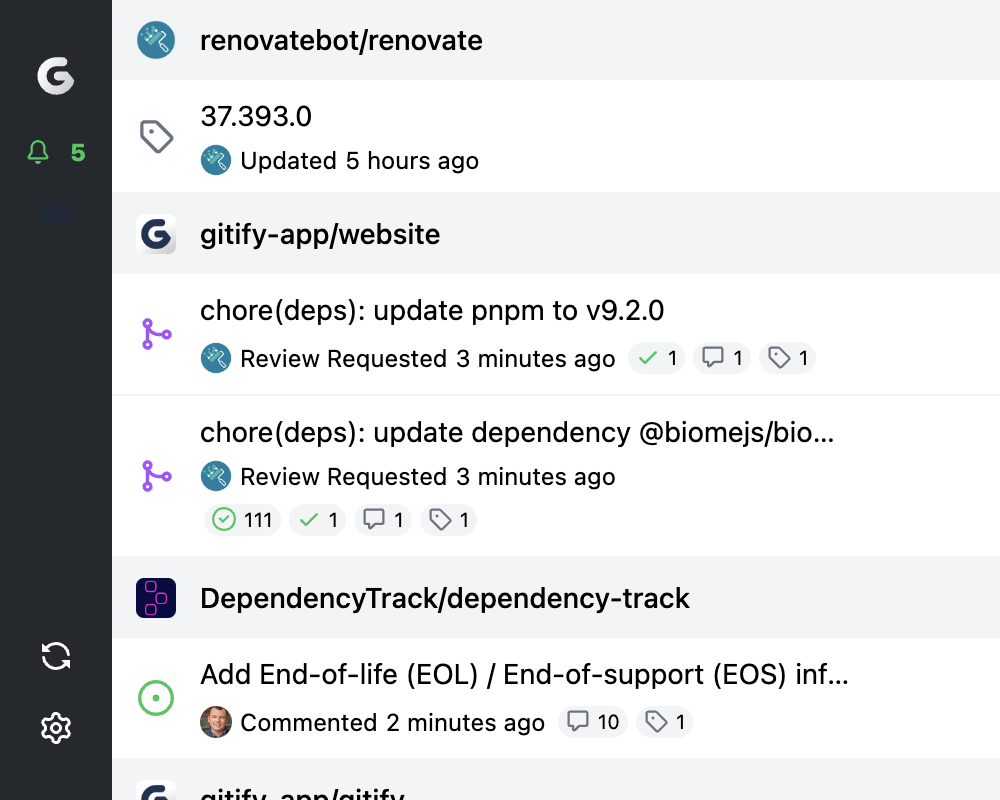 renovatebot/renovate
37.393.0
5
Updated 5 hours ago
gitify-app/website
chore(deps): update pnpm to v9.2.0
Review Requested 3 minutes ago 1 1 1
chore(deps): update dependency @biomejs/bio...
Review Requested 3 minutes ago
111 1 1 1
DependencyTrack/dependency-track
Add End-of-life (EOL) / End-of-support (EOS) inf...
Commented 2 minutes ago 10 1
gitify-app/gitify